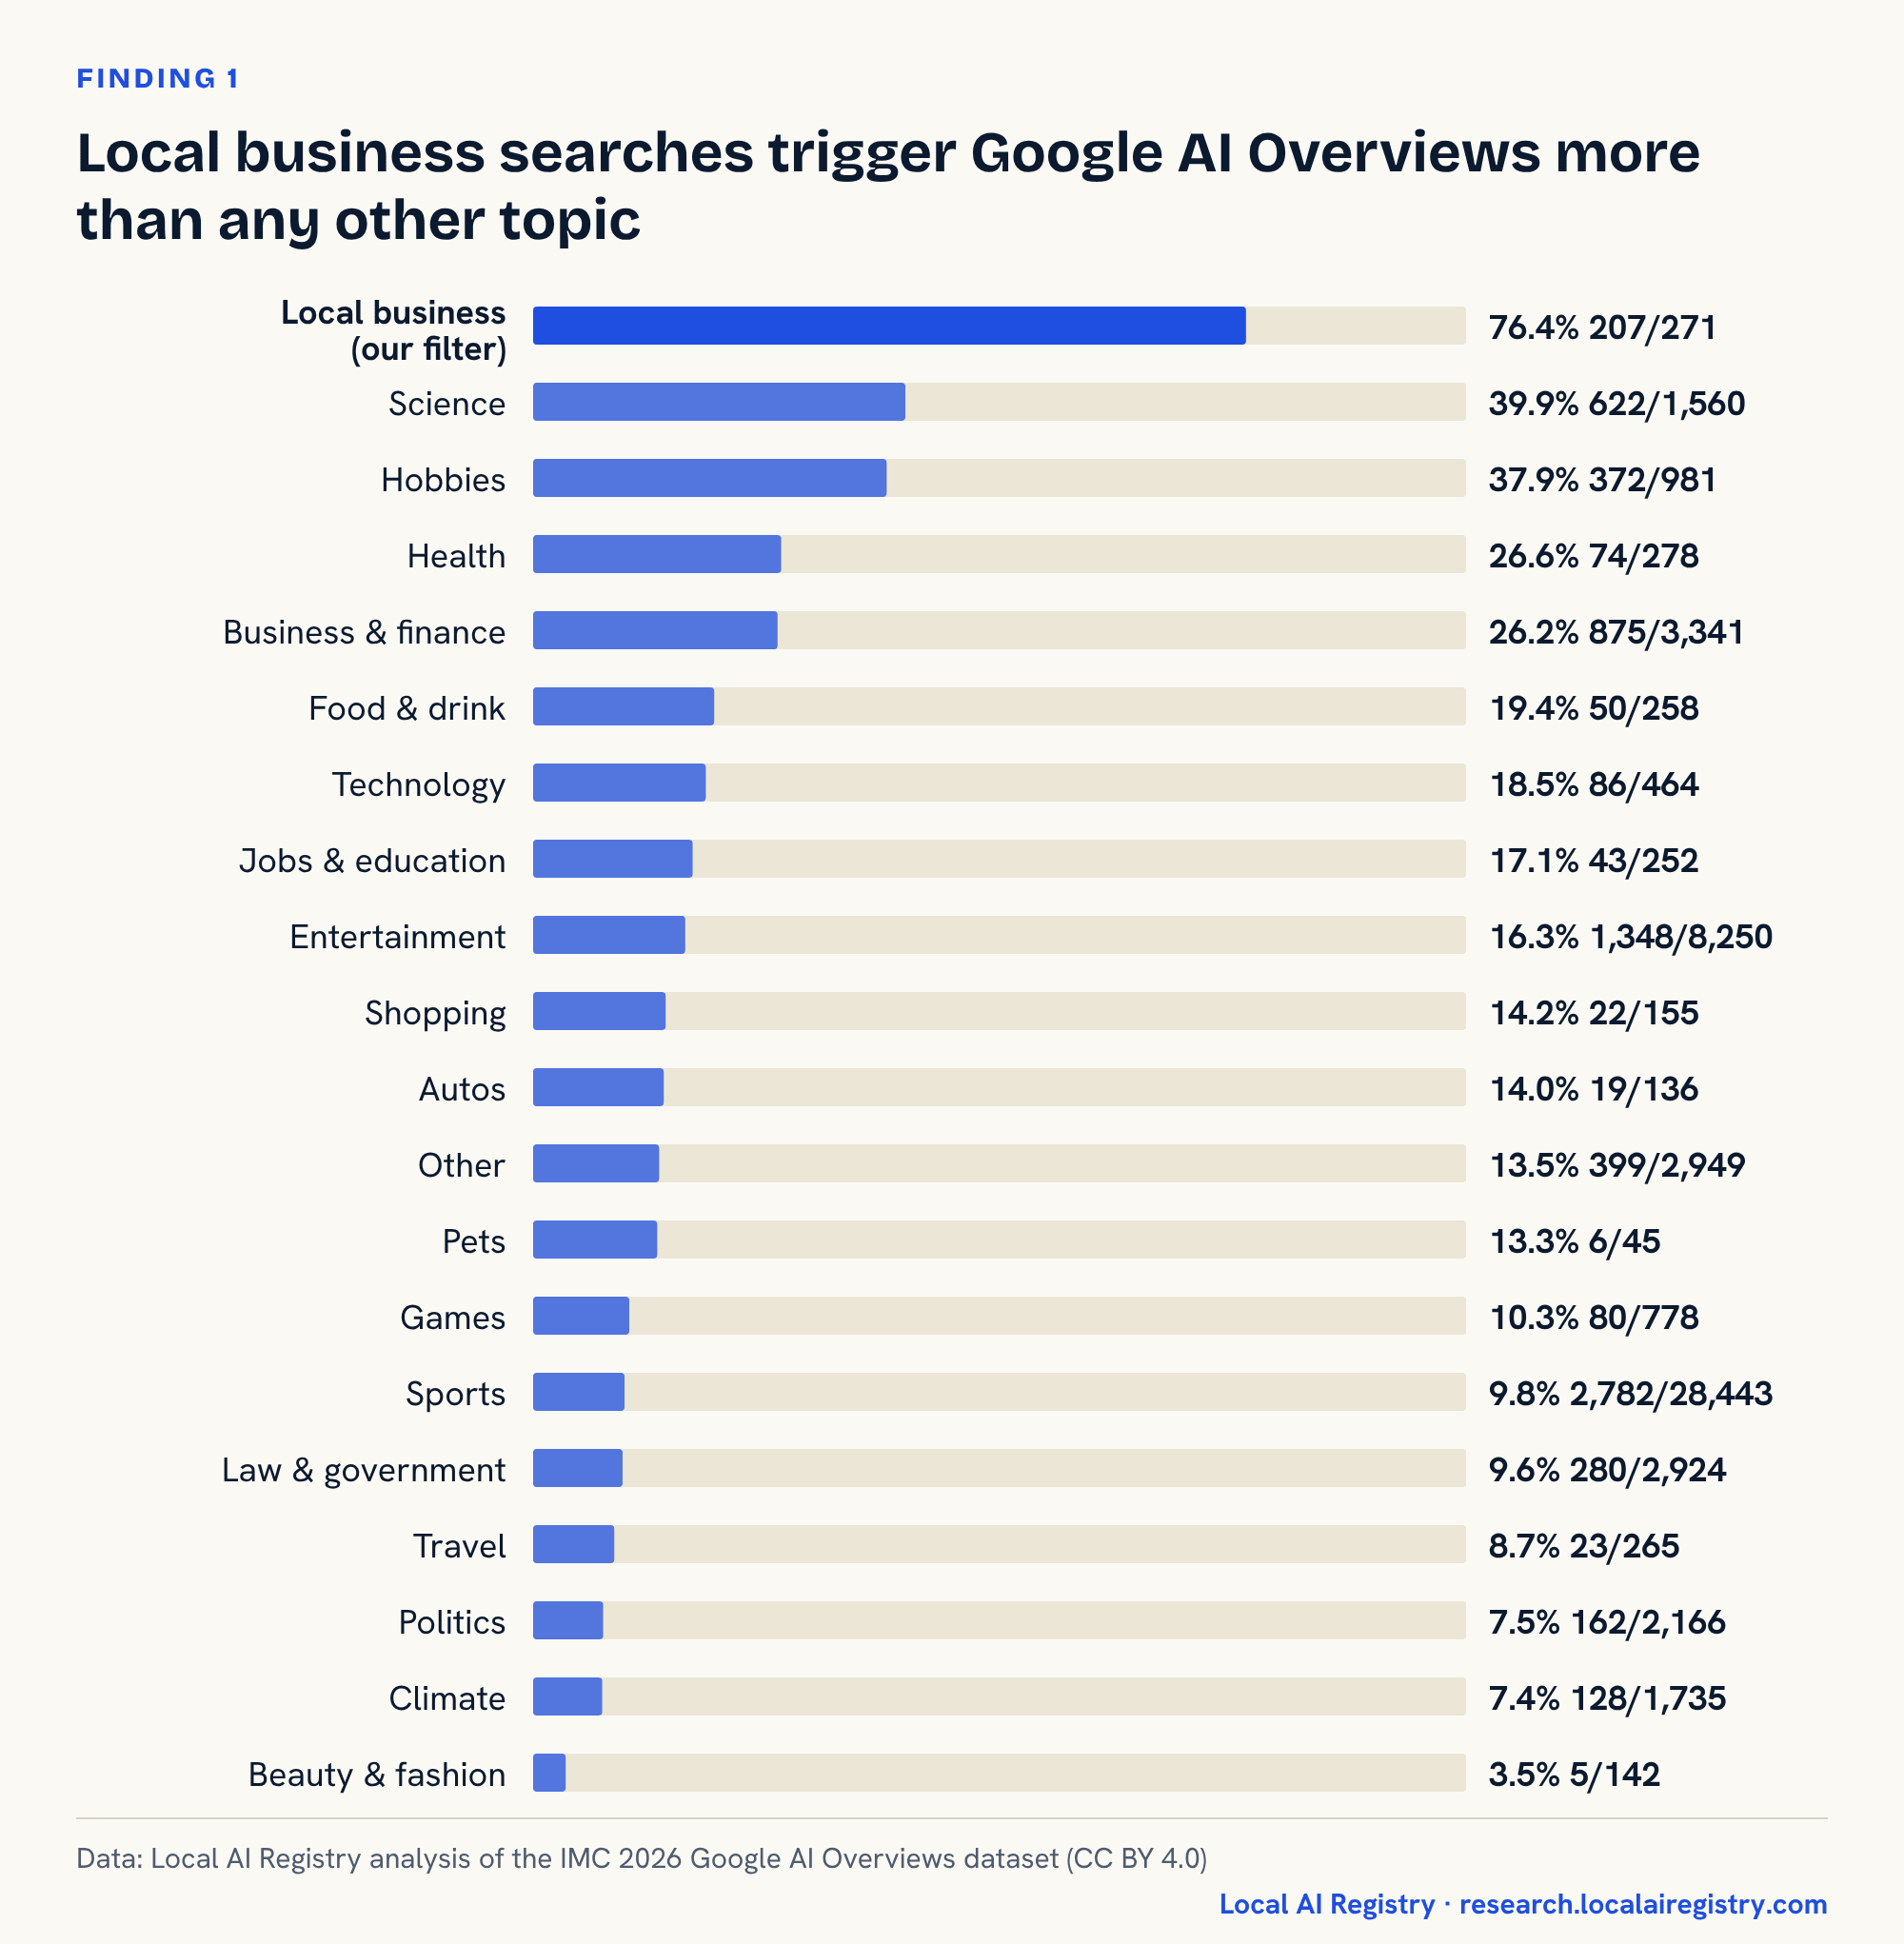 FINDING 1
Local business searches trigger Google AI Overviews more
than any other topic
Local business
(our filter)
76.4% 207/271
Science 39.9% 622/1,560
Hobbies 37.9% 372/981
Health 26.6% 74/278
Business & finance 26.2% 875/3,341
Food & drink 19.4% 50/258
Technology 18.5% 86/464
Jobs & education 17.1% 43/252
Entertainment 16.3% 1,348/8,250
Shopping 14.2% 22/155
Autos 14.0% 19/136
Other 13.5% 399/2,949
Pets 13.3% 6/45
Games 10.3% 80/778
Sports 9.8% 2,782/28,443
Law & government 9.6% 280/2,924
Travel 8.7% 23/265
Politics 7.5% 162/2,166
Climate 7.4% 128/1,735
Beauty & fashion 3.5% 5/142
Data: Local AI Registry analysis of the IMC 2026 Google AI Overviews dataset (CC BY 4.0)
Local AI Registry · research.localairegistry.com